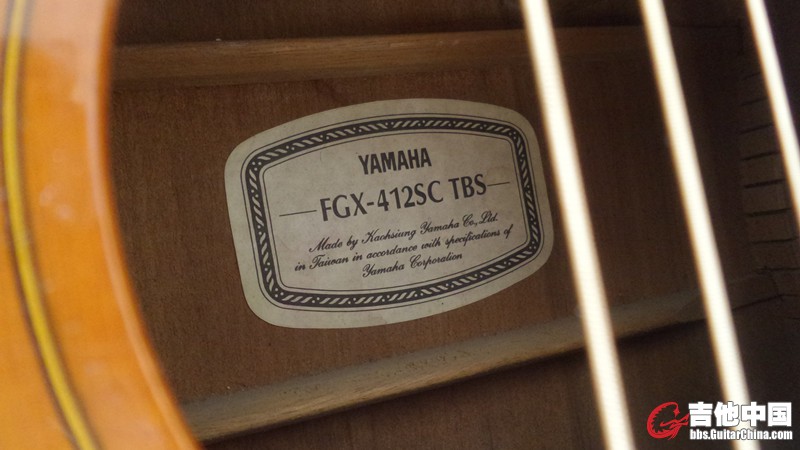 YAMAHA
FGX-412SC TBS
Made by Kaohsiung Yamaha Co., Ltd.
in Taiwan in accordance with specifications of
Yamaha Corporation
吉他中国
bbs.GuitarChina.com